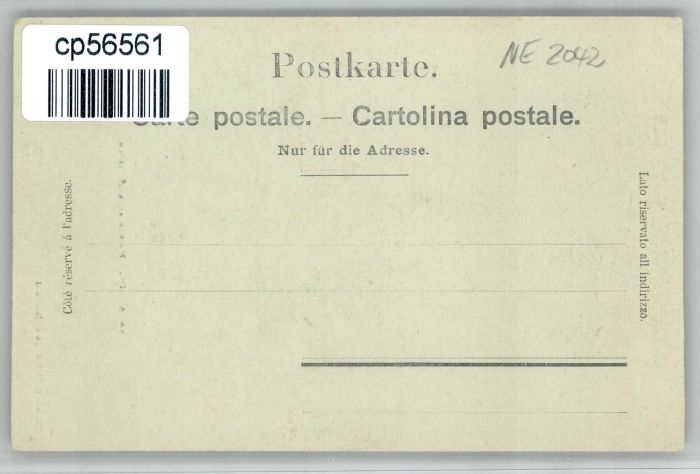 cp56561
NE 2042
Postkarte.
Carte postale. — Cartolina postale.
Nur für die Adresse.
Côté réservé à l'adresse.
Lato riservato all indirizzo.